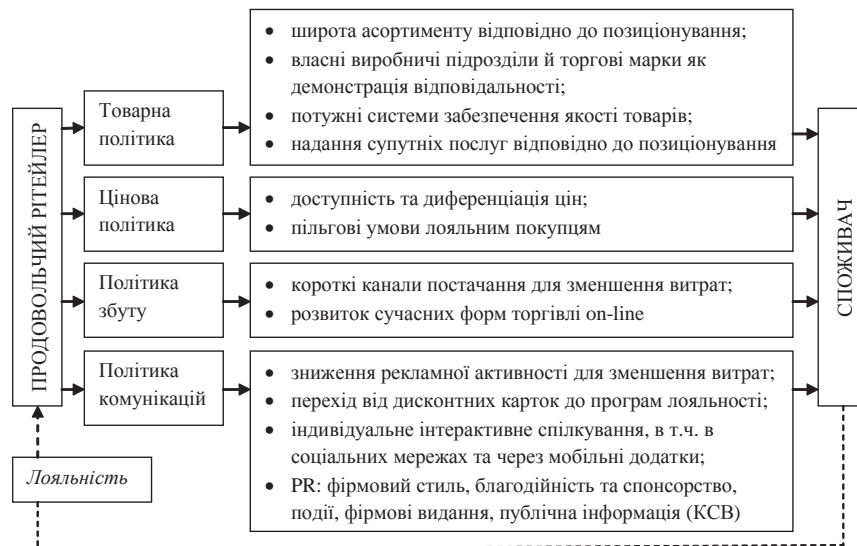 ПРОДОВОЛЬЧИЙ РІТЕЙЛЕР
Товарна
політика
• широта асортименту відповідно до позиціонування;
• власні виробничі підрозділи й торгові марки як
демонстрація відповідальності;
• потужні системи забезпечення якості товарів;
• надання супутніх послуг відповідно до позиціонування
Цінова
політика
• доступність та диференціація цін;
• пільгові умови лояльним покупцям
Політика
збуту
• короткі канали постачання для зменшення витрат;
• розвиток сучасних форм торгівлі on-line
Політика
комунікацій
• зниження рекламної активності для зменшення витрат;
• перехід від дисконтних карток до програм лояльності;
• індивідуальне інтерактивне спілкування, в т.ч. в
соціальних мережах та через мобільні додатки;
• PR: фірмовий стиль, благодійність та спонсорство,
події, фірмові видання, публічна інформація (КСВ)
СПОЖИВАЧ
Лояльність